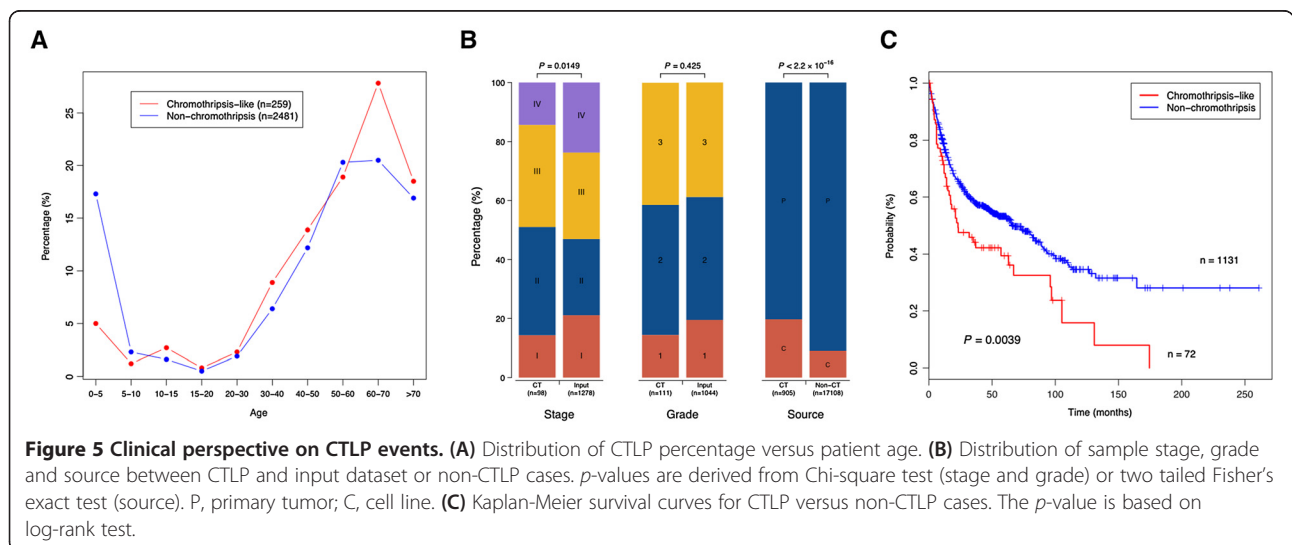 A
Chromothripsis-like (n=259)
Non-chromothripsis (n=2481)
Percentage (%)
25
20
15
10
5
0
0-5
5-10
10-15
15-20
20-30
30-40
40-50
50-60
60-70
>70
Age
B
P = 0.0149
P = 0.425
P < 2.2 × 10⁻¹⁶
Percentage (%)
100
80
60
40
20
0
IV
III
II
I
IV
III
II
I
3
2
1
3
2
1
P
C
P
C
CT
(n=98)
Input
(n=1278)
CT
(n=111)
Input
(n=1044)
CT
(n=905)
Non-CT
(n=17108)
Stage
Grade
Source
C
Chromothripsis-like
Non-chromothripsis
Probability (%)
1.0
0.8
0.6
0.4
0.2
0.0
n = 1131
P = 0.0039
n = 72
0
50
100
150
200
250
Time (months)
Figure 5 Clinical perspective on CTLP events. (A) Distribution of CTLP percentage versus patient age. (B) Distribution of sample stage, grade
and source between CTLP and input dataset or non-CTLP cases. p-values are derived from Chi-square test (stage and grade) or two tailed Fisher's
exact test (source). P, primary tumor; C, cell line. (C) Kaplan-Meier survival curves for CTLP versus non-CTLP cases. The p-value is based on
log-rank test.